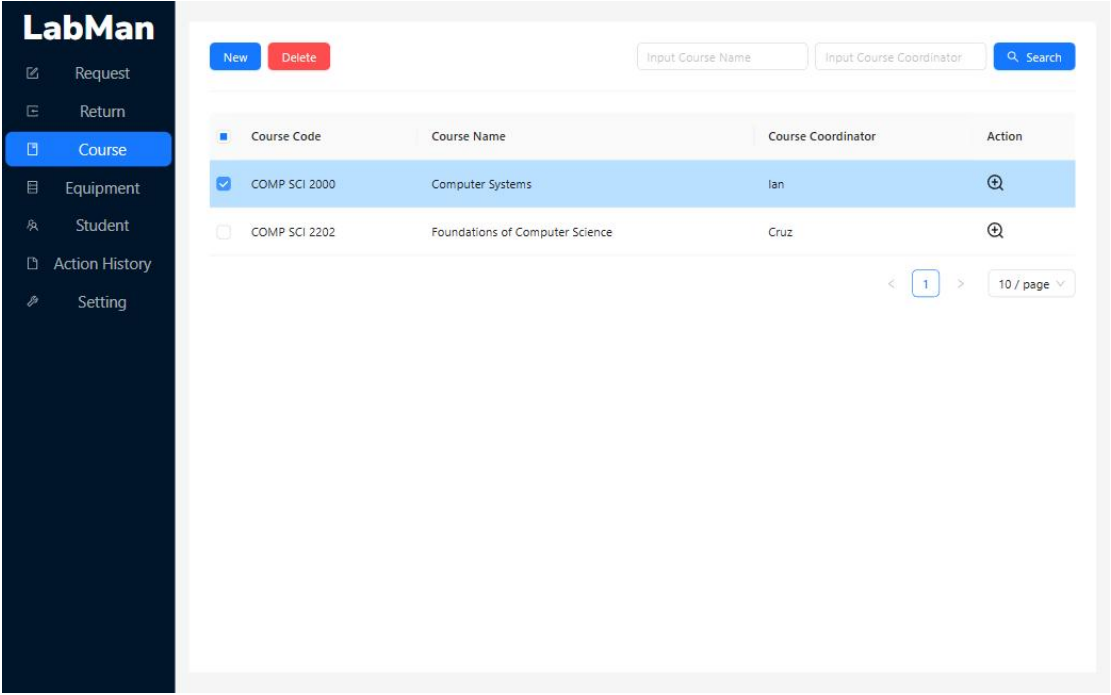 LabMan
Request
Return
Course
Equipment
Student
Action History
Setting
New Delete Input Course Name Input Course Coordinator Search
Course Code Course Name Course Coordinator Action
COMP SCI 2000 Computer Systems Ian
COMP SCI 2202 Foundations of Computer Science Cruz
< 1 > 10 / page